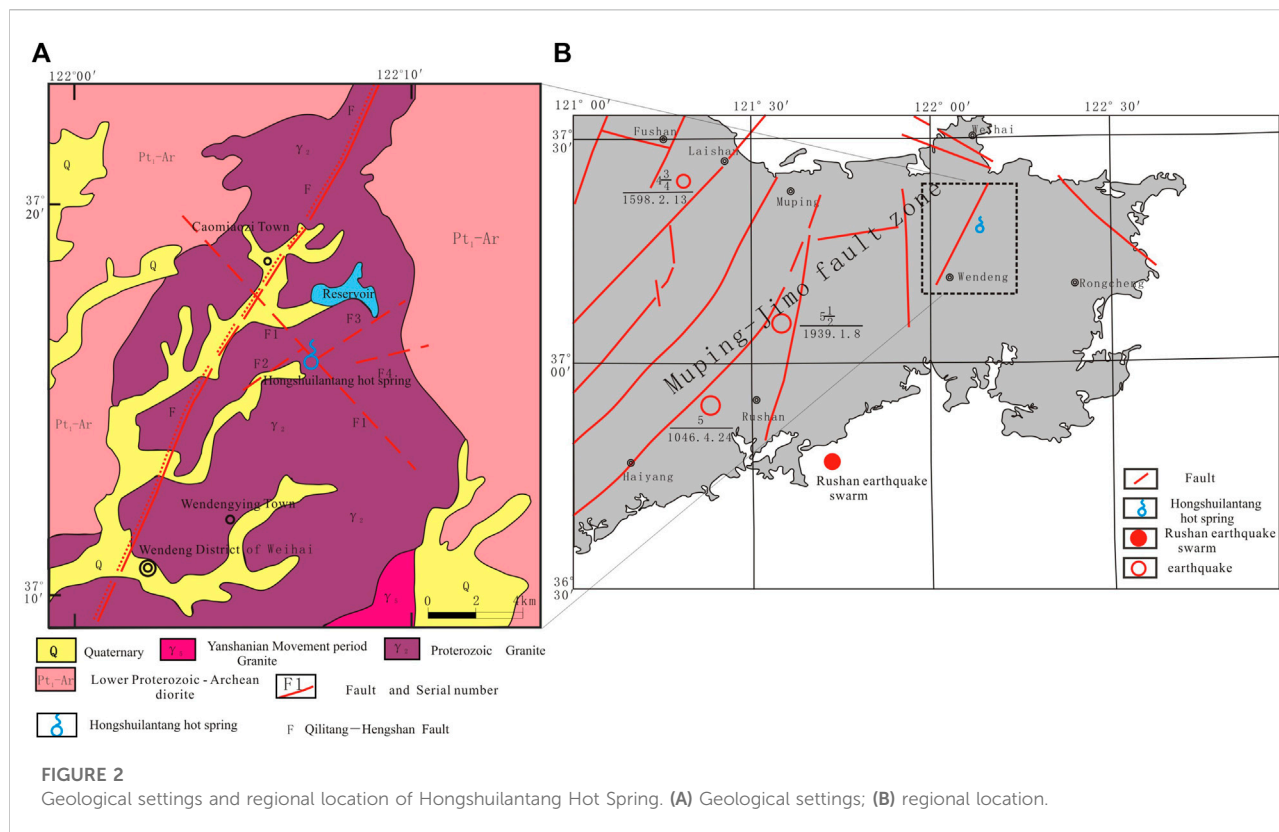 A
122°00′
122°10′
F
Pt₁-Ar
Q
γ₂
F
37°
20′
Caomiaozi Town
Pt₁-Ar
Q
Reservoir
F1
F3
F2
F4
Hongshuilantang hot spring
Pt₁-Ar
F
γ₂
F1
Wendengying Town
γ₂
Wendeng District of Weihai
Q
Q
37°
10′
0 2 4km
Q Quaternary
Yanshanian Movement period
Granite
γ₂ Proterozoic Granite
Pt₁-Ar Lower Proterozoic - Archean
diorite
F1 Fault and Serial number
Hongshuilantang hot spring
F Qilitang—Hengshan Fault
B
121° 00′
121°30′
122°00′
122°30′
37°
30′
Fushan
Weihai
Laishan
4 3/4
1598.2.13
Muping
Muping-Jimo fault zone
Wendeng
Rongcheng
5 1/2
1939.1.8
37°
00′
5
1046.4.24
Rushan
Haiyang
Rushan earthquake
swarm
36°
30′
Fault
Hongshuilantang
hot spring
Rushan earthquake
swarm
earthquake
FIGURE 2
Geological settings and regional location of Hongshuilantang Hot Spring. (A) Geological settings; (B) regional location.